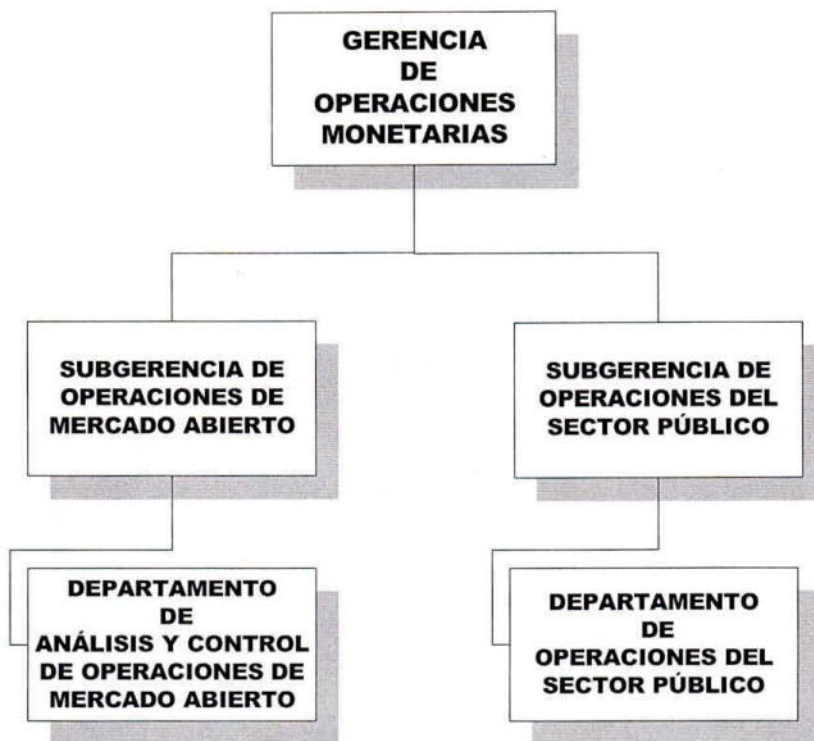 GERENCIA
DE
OPERACIONES
MONETARIAS
SUBGERENCIA DE
OPERACIONES DE
MERCADO ABIERTO
SUBGERENCIA DE
OPERACIONES DEL
SECTOR PÚBLICO
DEPARTAMENTO
DE
ANÁLISIS Y CONTROL
DE OPERACIONES DE
MERCADO ABIERTO
DEPARTAMENTO
DE
OPERACIONES DEL
SECTOR PÚBLICO